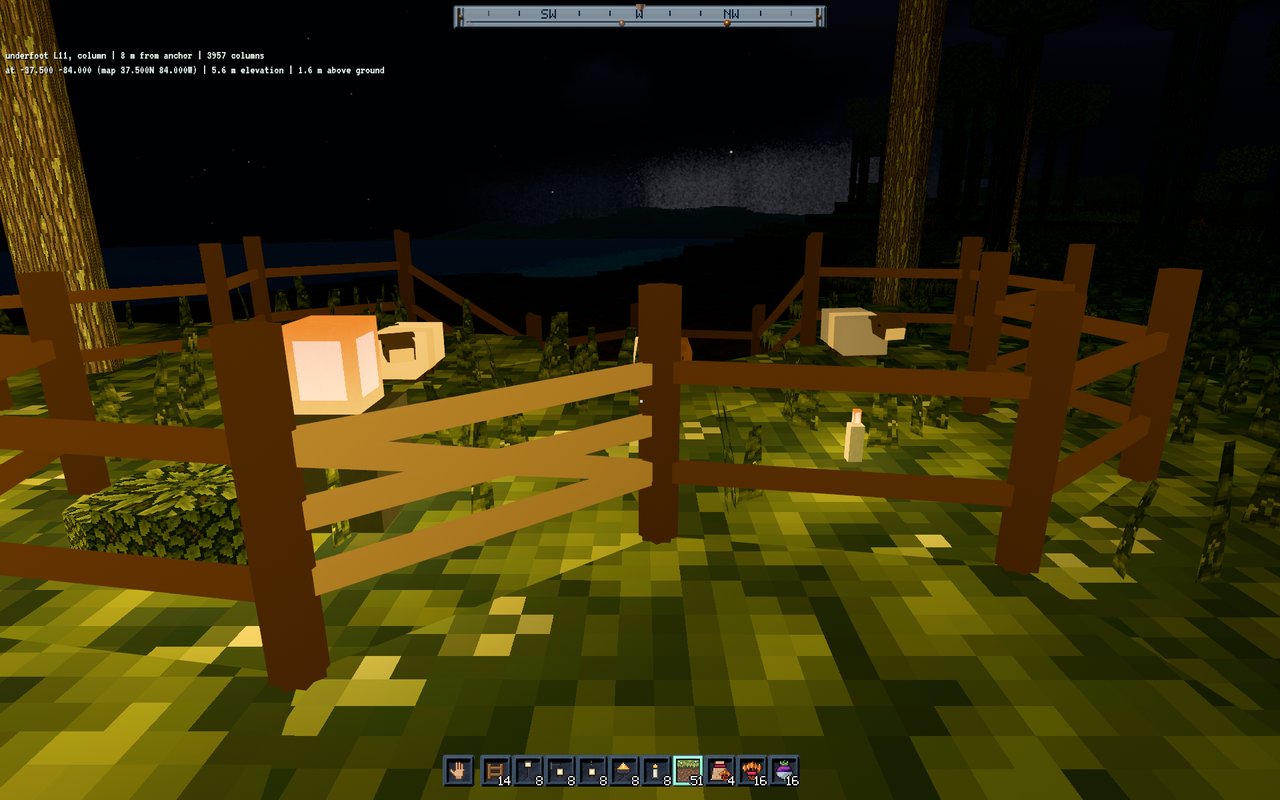 SW W NW
underfoot L11, column | 8 m from anchor | 3957 columns
at -37.500 -84.000 (map 37.500N 84.000W) | 5.6 m elevation | 1.6 m above ground
14 8 8 8 8 8 51 4 16 16